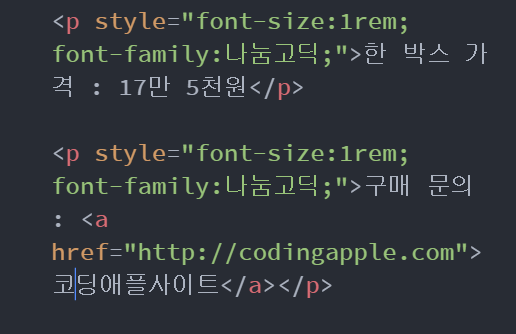 <p style="font-size:1rem;
font-family:나눔고딕;">한 박스 가
격 : 17만 5천원</p>
<p style="font-size:1rem;
font-family:나눔고딕;">구매 문의
: <a
href="http://codingapple.com">
코딩애플사이트</a></p>